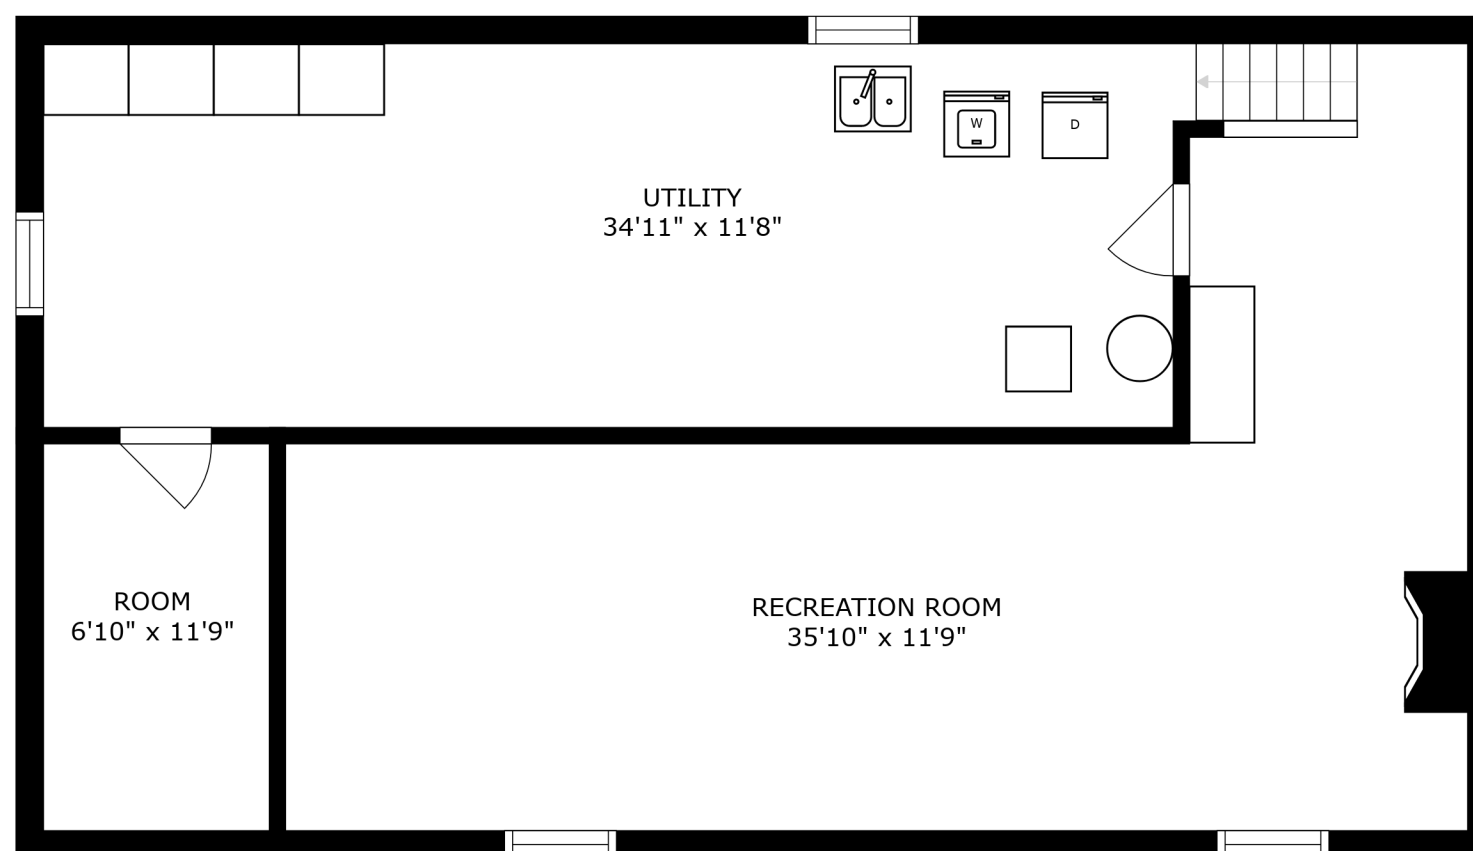 W
D
UTILITY
34'11" x 11'8"
ROOM
6'10" x 11'9"
RECREATION ROOM
35'10" x 11'9"